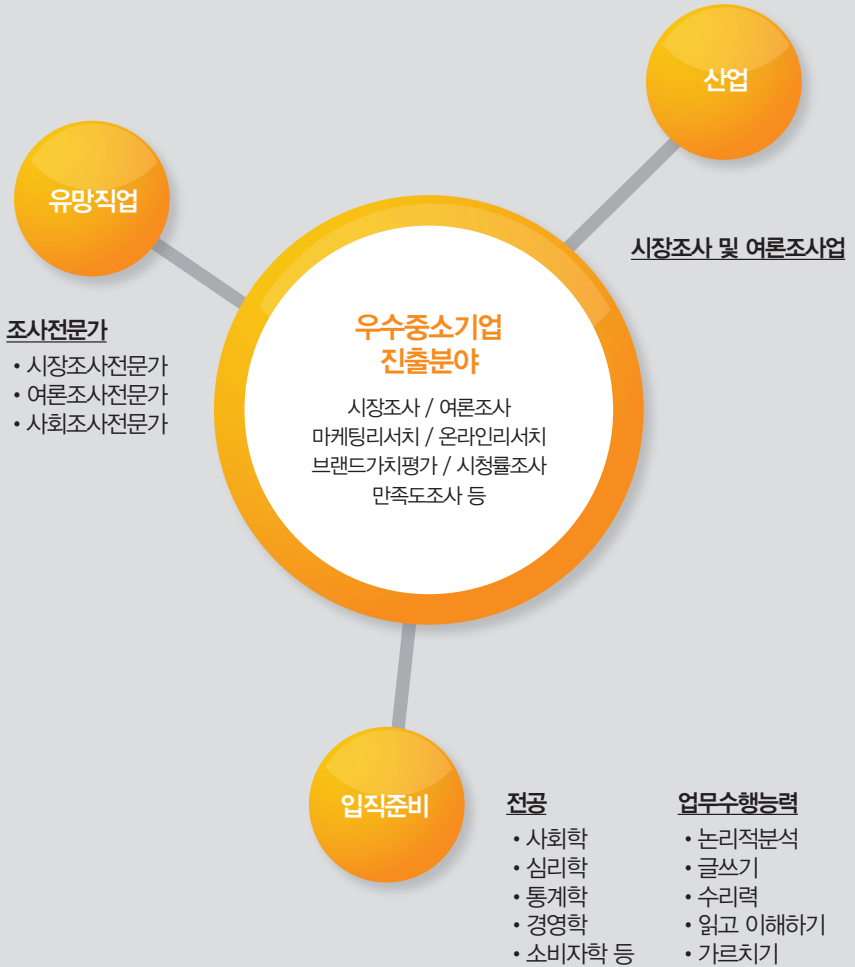 산업
유망직업
시장조사 및 여론조사업
조사전문가
• 시장조사전문가
• 여론조사전문가
• 사회조사전문가
우수중소기업
진출분야
시장조사 / 여론조사
마케팅리서치 / 온라인리서치
브랜드가치평가 / 시청률조사
만족도조사 등
입직준비
전공
• 사회학
• 심리학
• 통계학
• 경영학
• 소비자학 등
업무수행능력
• 논리적분석
• 글쓰기
• 수리력
• 읽고 이해하기
• 가르치기